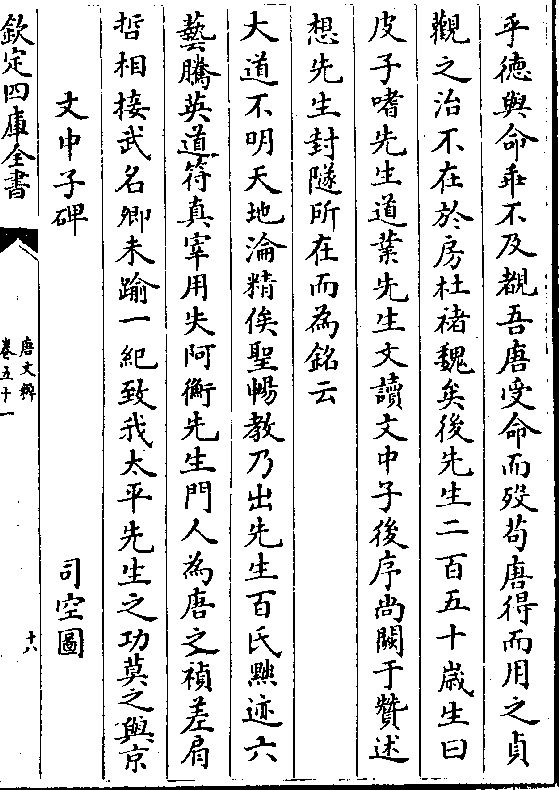 乎德與命乖不及覩吾唐受命而殁苟唐得而用之貞
觀之治不在於房杜禇魏矣後先生二百五十歲生曰
皮子嗜先生道業先生文讀文中子後序尚闕于贊述
想先生封隧所在而為銘云
大道不明天地淪精俟聖暢教乃出先生百氏黜迹六
藝騰英道符真宰用失阿衡先生門人為唐之禎差肩
哲相接武名卿未踰一紀致我太平先生之功莫之與京
文中子碑 司空圖
欽定四庫全書
唐文粹
卷五十一
十六